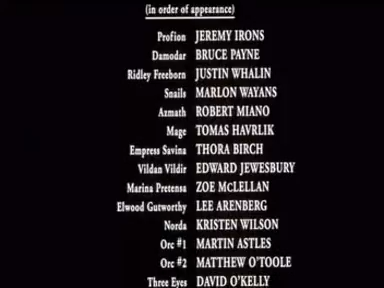 (in order of appearance)
Profion JEREMY IRONS
Damodar BRUCE PAYNE
Ridley Freeborn JUSTIN WHALIN
Snails MARLON WAYANS
Azmath ROBERT MIANO
Mage TOMAS HAVRLIK
Empress Savina THORA BIRCH
Vildan Vildir EDWARD JEWESBURY
Marina Pretensa ZOE McLELLAN
Elwood Gutworthy LEE ARENBERG
Norda KRISTEN WILSON
Orc #1 MARTIN ASTLES
Orc #2 MATTHEW O'TOOLE
Three Eyes DAVID O'KELLY